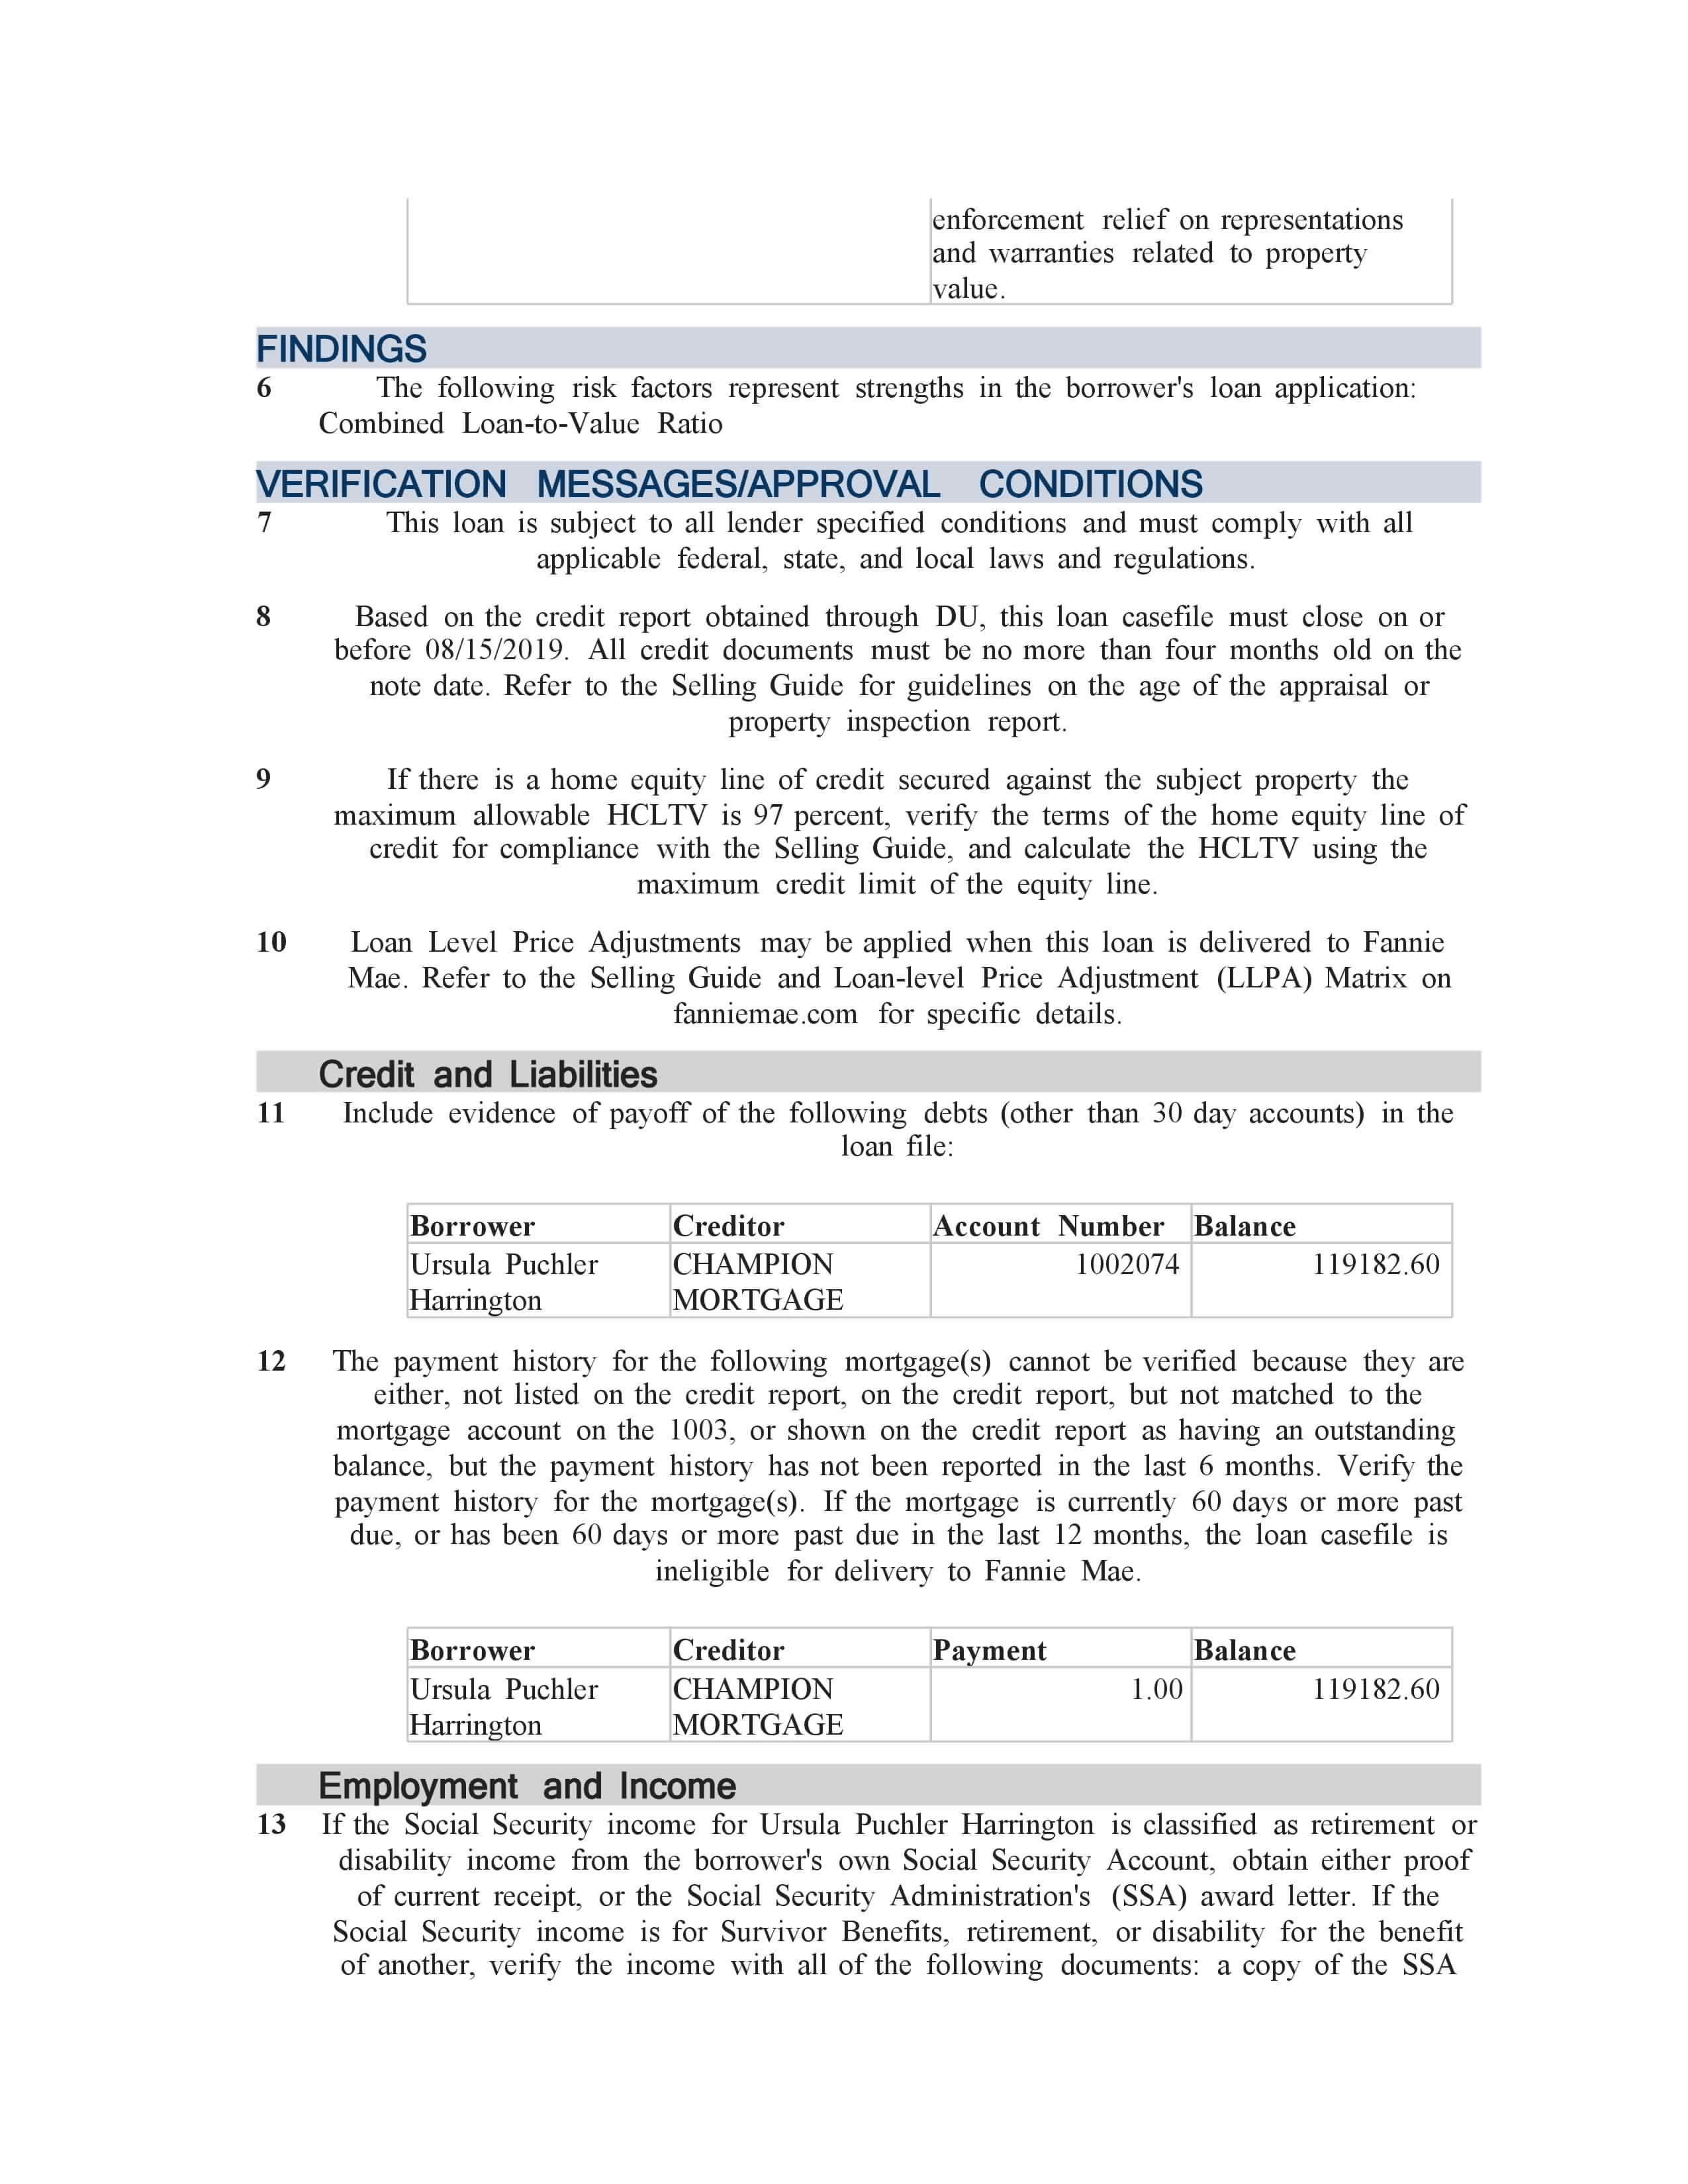 enforcement relief on representations
and warranties related to property
value.
FINDINGS
6 The following risk factors represent strengths in the borrower's loan application:
Combined Loan-to-Value Ratio
VERIFICATION MESSAGES/APPROVAL CONDITIONS
7 This loan is subject to all lender specified conditions and must comply with all
applicable federal, state, and local laws and regulations.
8 Based on the credit report obtained through DU, this loan casefile must close on or
before 08/15/2019. All credit documents must be no more than four months old on the
note date. Refer to the Selling Guide for guidelines on the age of the appraisal or
property inspection report.
9 If there is a home equity line of credit secured against the subject property the
maximum allowable HCLTV is 97 percent, verify the terms of the home equity line of
credit for compliance with the Selling Guide, and calculate the HCLTV using the
maximum credit limit of the equity line.
10 Loan Level Price Adjustments may be applied when this loan is delivered to Fannie
Mae. Refer to the Selling Guide and Loan-level Price Adjustment (LLPA) Matrix on
fanniemae.com for specific details.
Credit and Liabilities
11 Include evidence of payoff of the following debts (other than 30 day accounts) in the
loan file:
Borrower Creditor Account Number Balance
Ursula Puchler CHAMPION 1002074 119182.60
Harrington MORTGAGE
12 The payment history for the following mortgage(s) cannot be verified because they are
either, not listed on the credit report, on the credit report, but not matched to the
mortgage account on the 1003, or shown on the credit report as having an outstanding
balance, but the payment history has not been reported in the last 6 months. Verify the
payment history for the mortgage(s). If the mortgage is currently 60 days or more past
due, or has been 60 days or more past due in the last 12 months, the loan casefile is
ineligible for delivery to Fannie Mae.
Borrower Creditor Payment Balance
Ursula Puchler CHAMPION 1.00 119182.60
Harrington MORTGAGE
Employment and Income
13 If the Social Security income for Ursula Puchler Harrington is classified as retirement or
disability income from the borrower's own Social Security Account, obtain either proof
of current receipt, or the Social Security Administration's (SSA) award letter. If the
Social Security income is for Survivor Benefits, retirement, or disability for the benefit
of another, verify the income with all of the following documents: a copy of the SSA